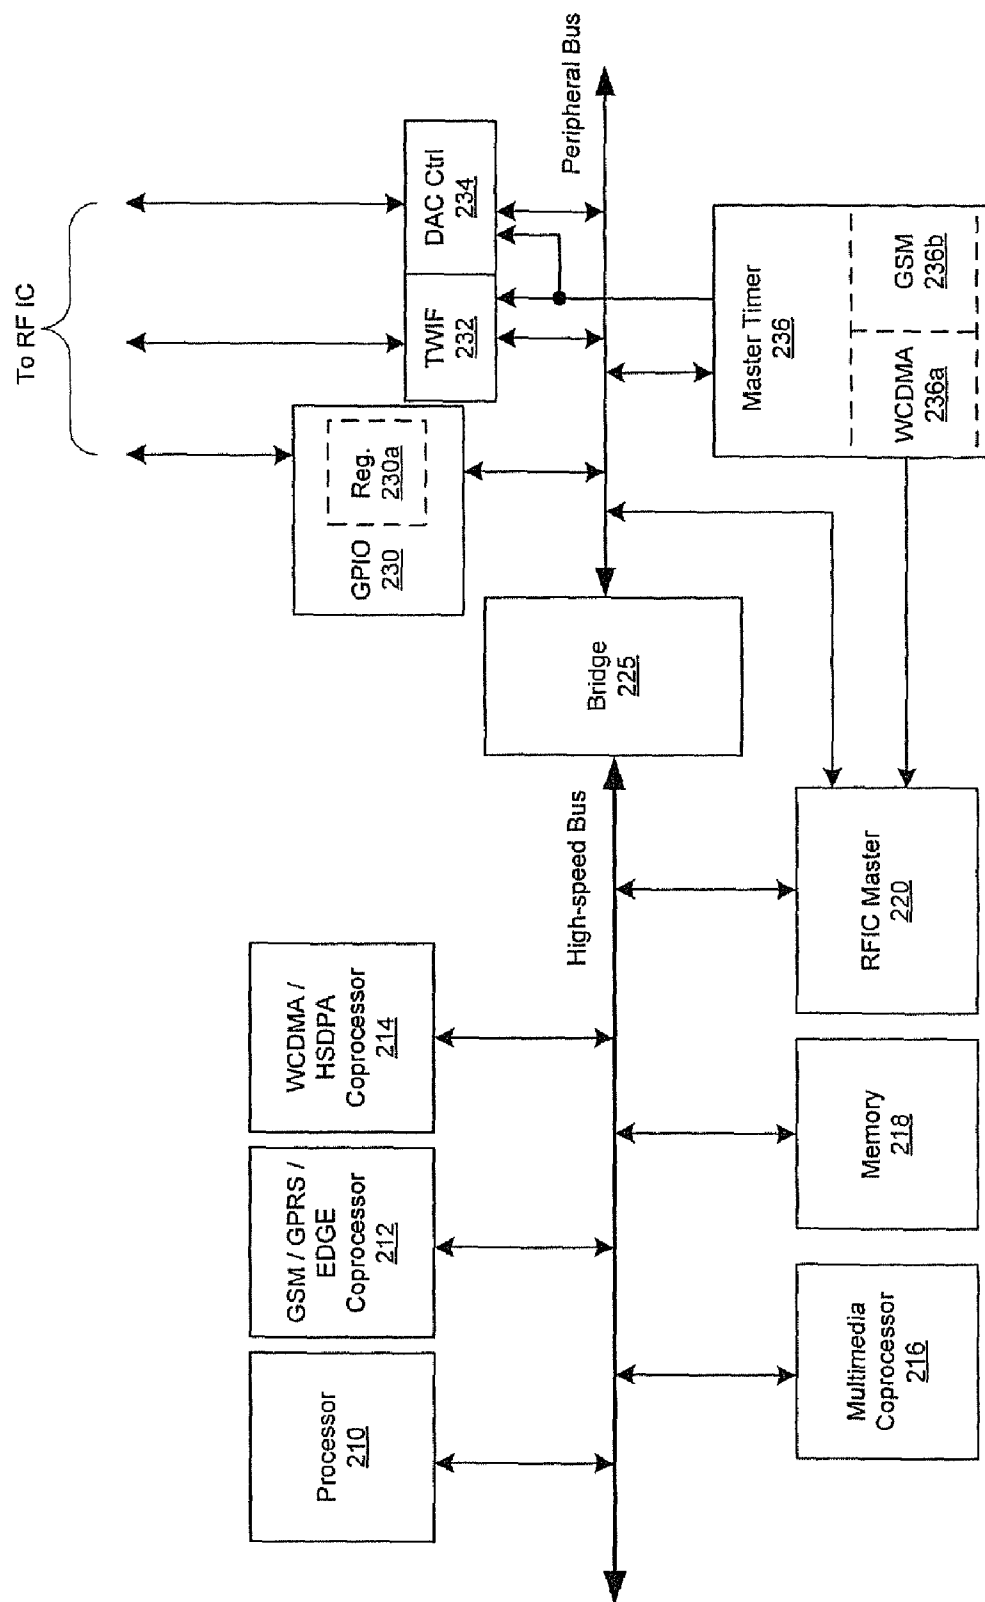 To RF IC
GPIO
230
Reg.
230a
TWIF
232
DAC Ctrl
234
Peripheral Bus
Processor
210
GSM / GPRS /
EDGE
Coprocessor
212
WCDMA /
HSDPA
Coprocessor
214
High-speed Bus
Bridge
225
Multimedia
Coprocessor
216
Memory
218
RFIC Master
220
Master Timer
236
WCDMA
236a
GSM
236b